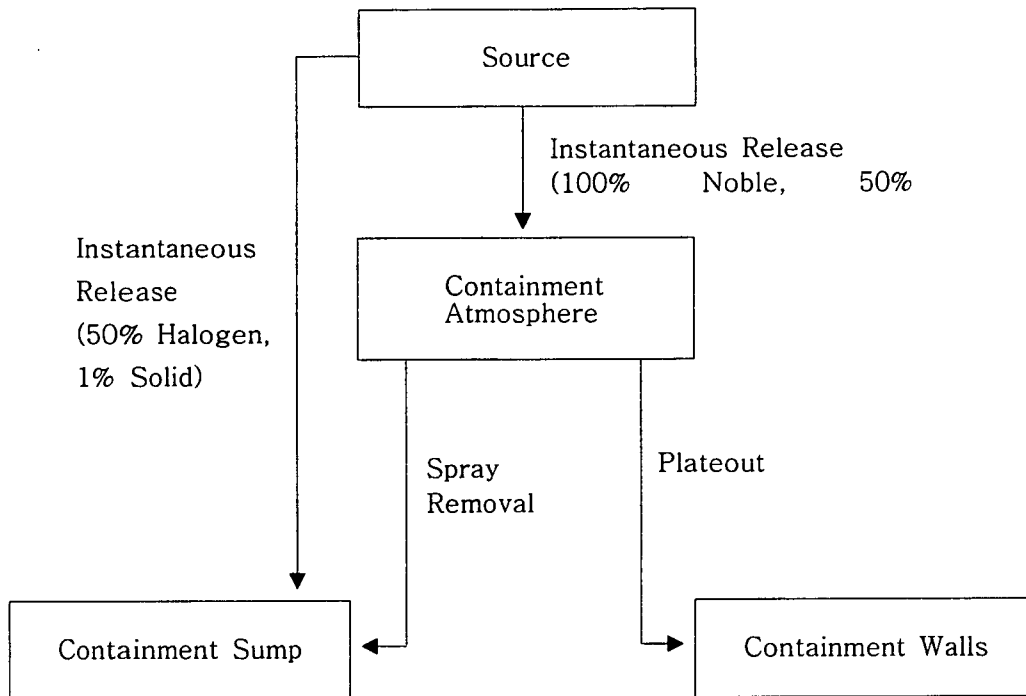 Source
Instantaneous Release
(100% Noble, 50%
Instantaneous
Release
(50% Halogen,
1% Solid)
Containment
Atmosphere
Spray
Removal
Plateout
Containment Sump
Containment Walls